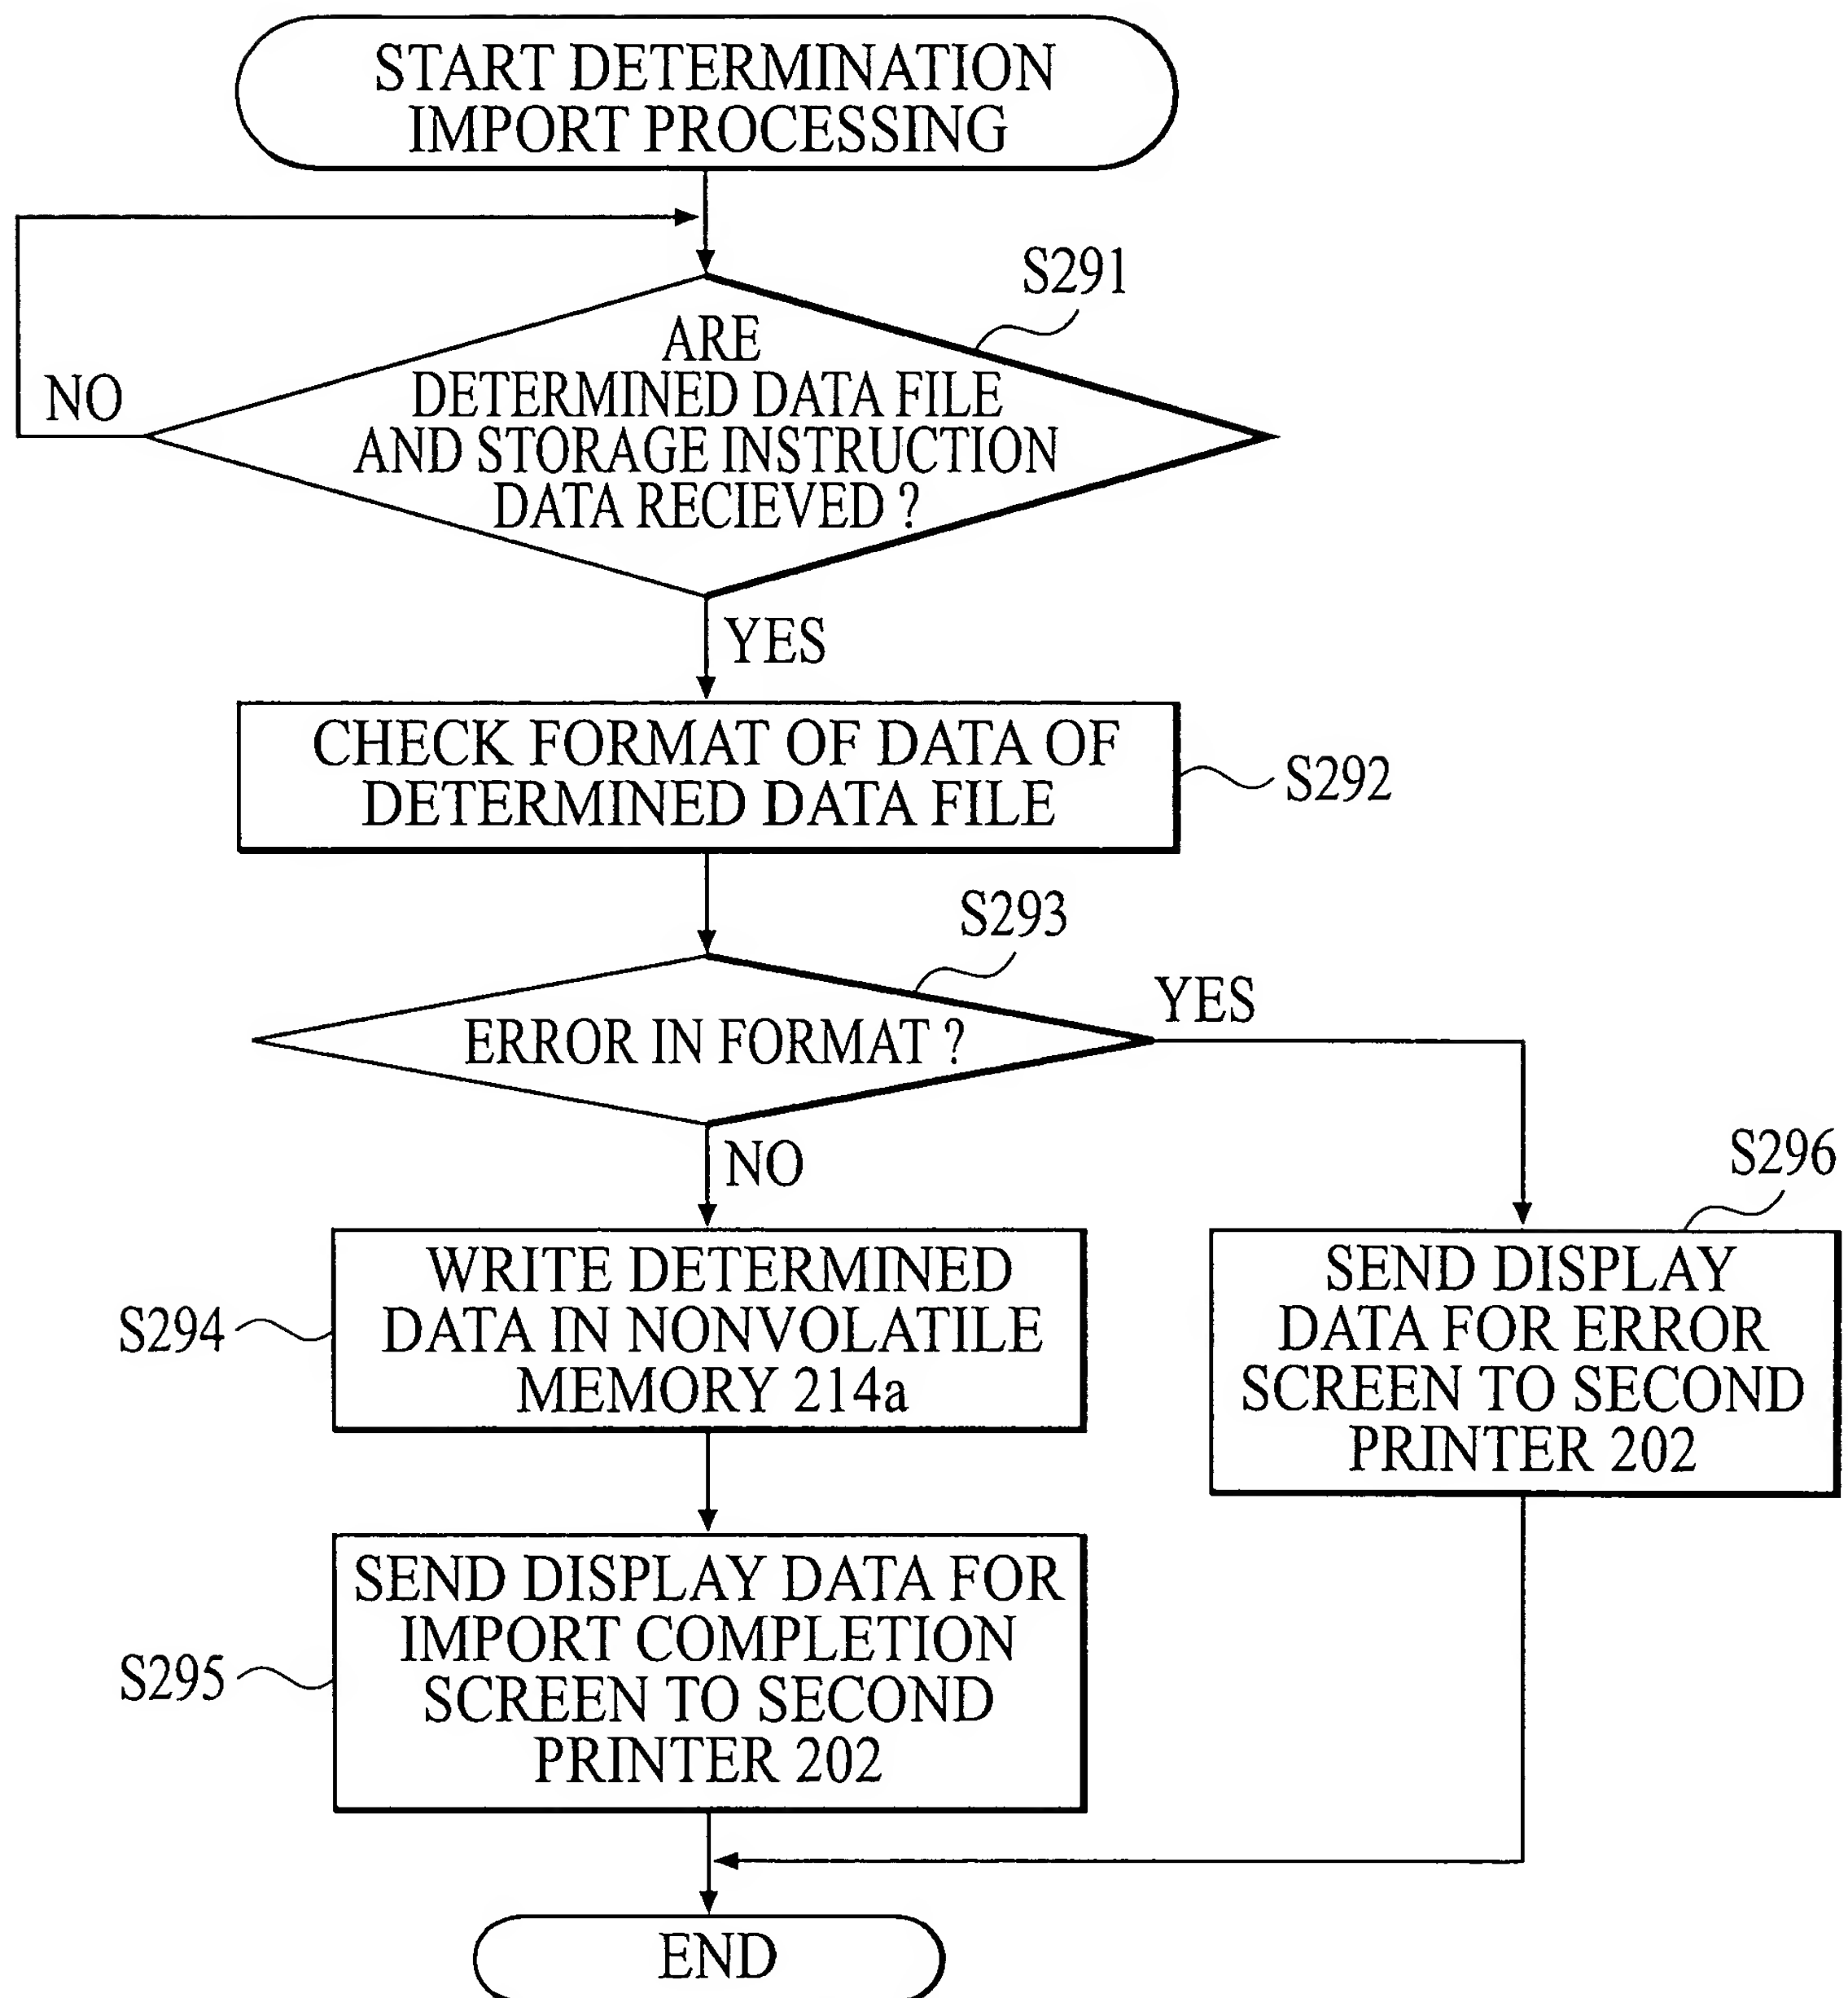 START DETERMINATION
IMPORT PROCESSING
S291
ARE
DETERMINED DATA FILE
AND STORAGE INSTRUCTION
DATA RECIEVED ?
NO
YES
CHECK FORMAT OF DATA OF
DETERMINED DATA FILE
S292
S293
ERROR IN FORMAT ?
YES
NO
S294
WRITE DETERMINED
DATA IN NONVOLATILE
MEMORY 214a
S296
SEND DISPLAY
DATA FOR ERROR
SCREEN TO SECOND
PRINTER 202
S295
SEND DISPLAY DATA FOR
IMPORT COMPLETION
SCREEN TO SECOND
PRINTER 202
END